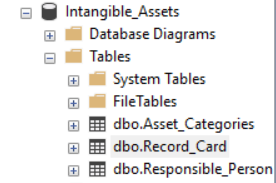 Intangible_Assets
Database Diagrams
Tables
System Tables
FileTables
dbo.Asset_Categories
dbo.Record_Card
dbo.Responsible_Person